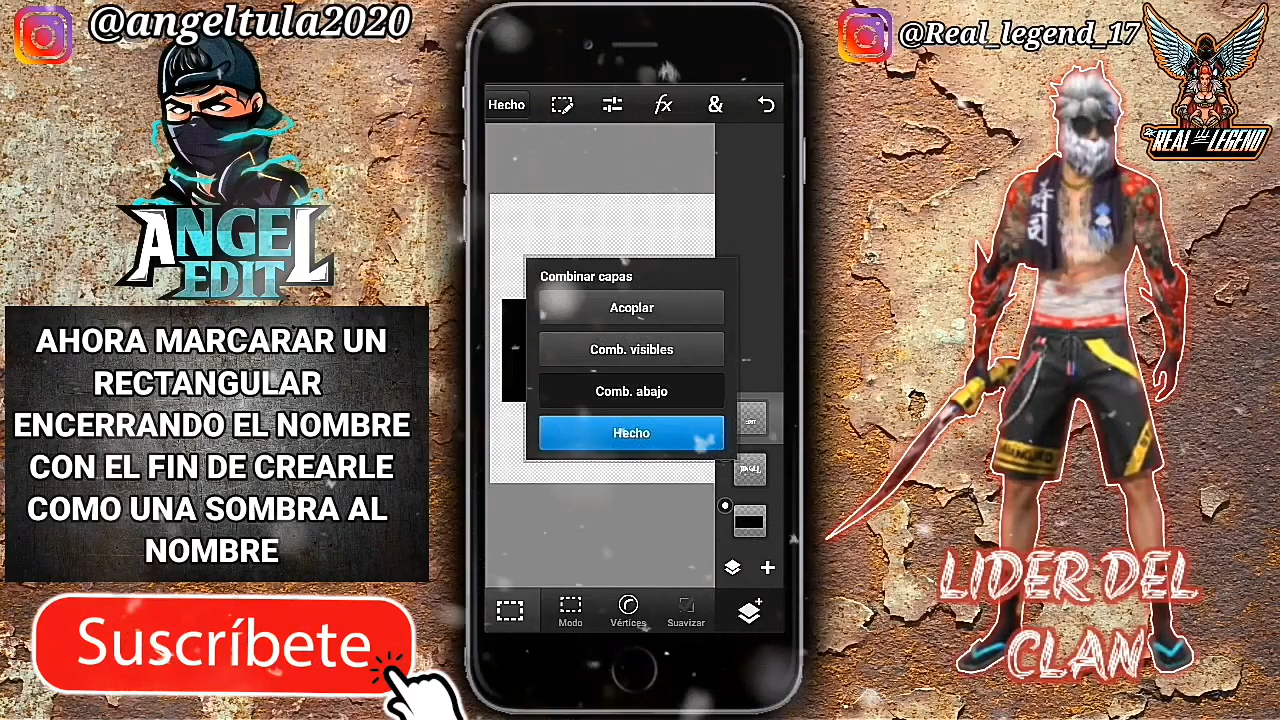 @angeltula2020
ANGEL
EDIT
AHORA MARCARAR UN
RECTANGULAR
ENCERRANDO EL NOMBRE
CON EL FIN DE CREARLE
COMO UNA SOMBRA AL
NOMBRE
Suscríbete
Hecho
fx
&
Combinar capas
Acoplar
Comb. visibles
Comb. abajo
Hecho
Modo
Vértices
Suavizar
@Real_legend_17
REAL LEGEND
LIDER DEL
CLAN